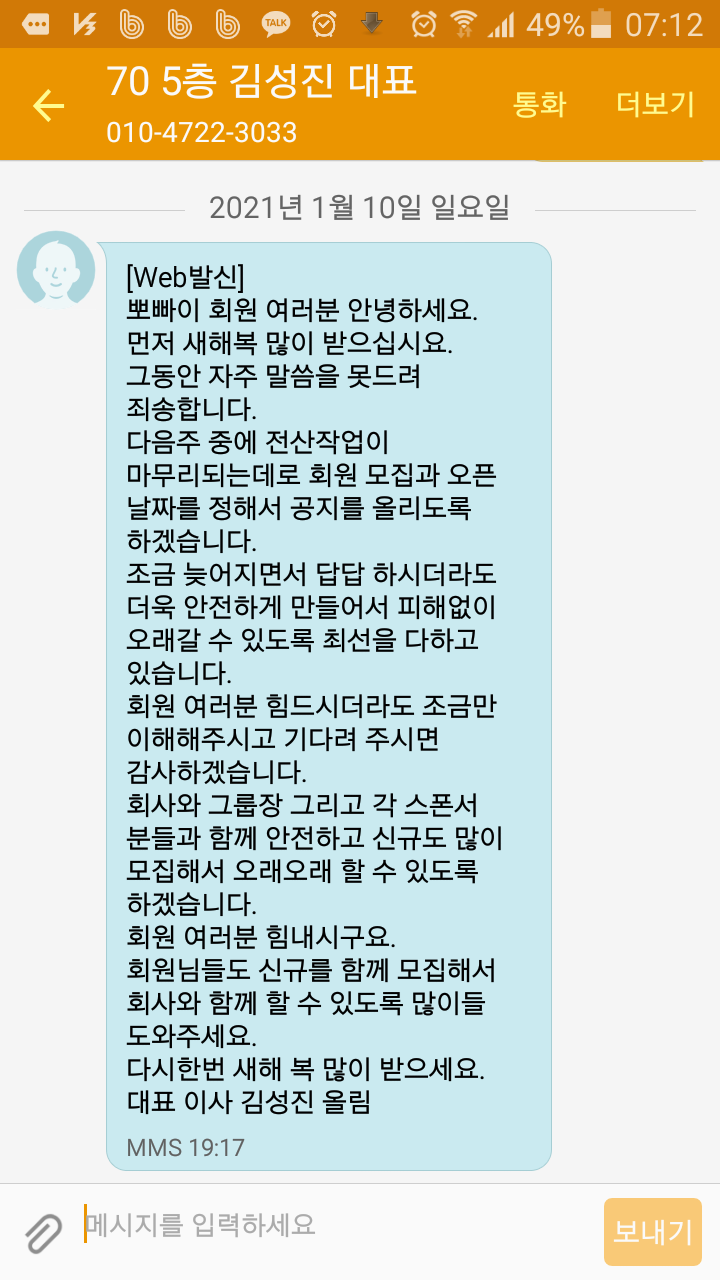 TALK 49% 07:12
70 5층 김성진 대표
010-4722-3033
통화 더보기
2021년 1월 10일 일요일
[Web발신]
뽀빠이 회원 여러분 안녕하세요.
먼저 새해복 많이 받으십시요.
그동안 자주 말씀을 못드려
죄송합니다.
다음주 중에 전산작업이
마무리되는데로 회원 모집과 오픈
날짜를 정해서 공지를 올리도록
하겠습니다.
조금 늦어지면서 답답 하시더라도
더욱 안전하게 만들어서 피해없이
오래갈 수 있도록 최선을 다하고
있습니다.
회원 여러분 힘드시더라도 조금만
이해해주시고 기다려 주시면
감사하겠습니다.
회사와 그룹장 그리고 각 스폰서
분들과 함께 안전하고 신규도 많이
모집해서 오래오래 할 수 있도록
하겠습니다.
회원 여러분 힘내시구요.
회원님들도 신규를 함께 모집해서
회사와 함께 할 수 있도록 많이들
도와주세요.
다시한번 새해 복 많이 받으세요.
대표 이사 김성진 올림
MMS 19:17
메시지를 입력하세요
보내기